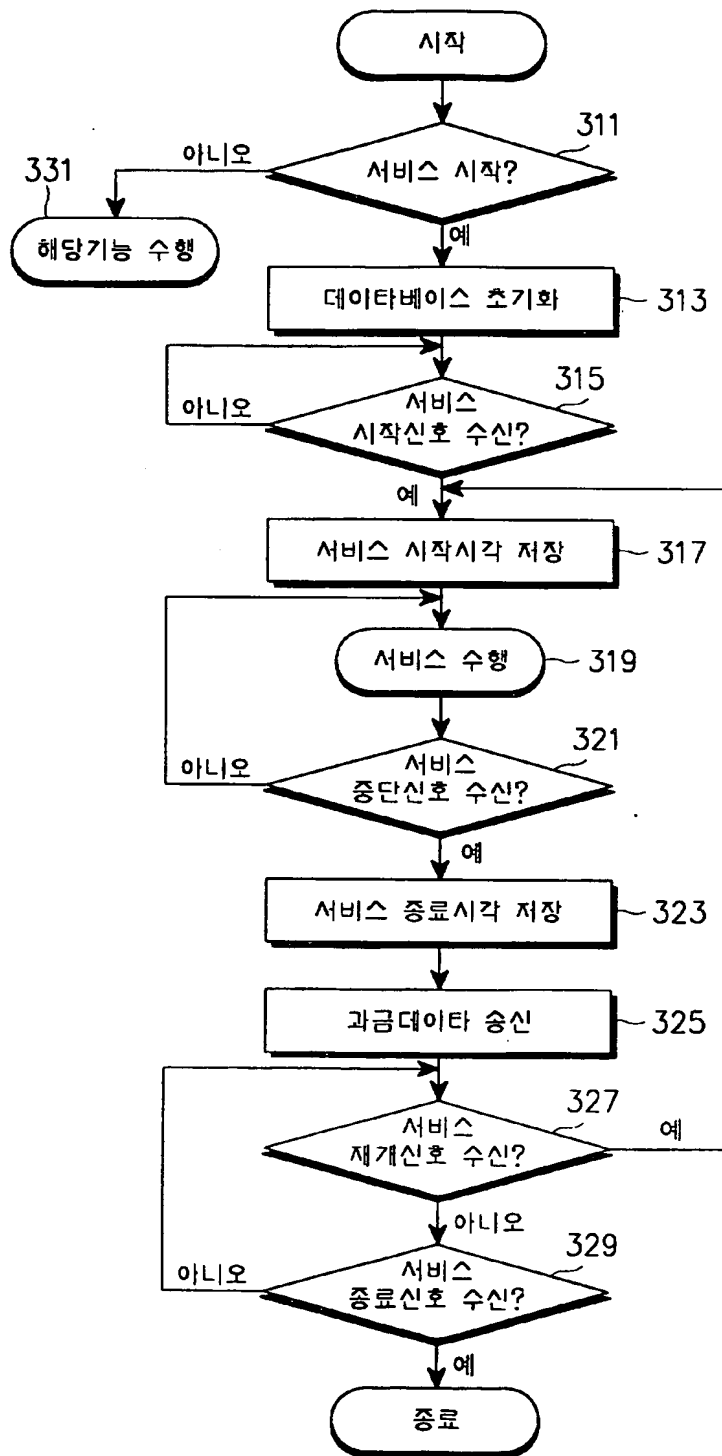 시작
311
아니오
331
서비스 시작?
해당기능 수행
예
데이타베이스 초기화
313
315
서비스
아니오
시작신호 수신?
예
서비스 시작시각 저장
317
서비스 수행
319
321
서비스
아니오
중단신호 수신?
예
서비스 종료시각 저장
323
과금데이타 송신
325
327
서비스
예
재개신호 수신?
아니오
329
서비스
아니오
종료신호 수신?
예
종료